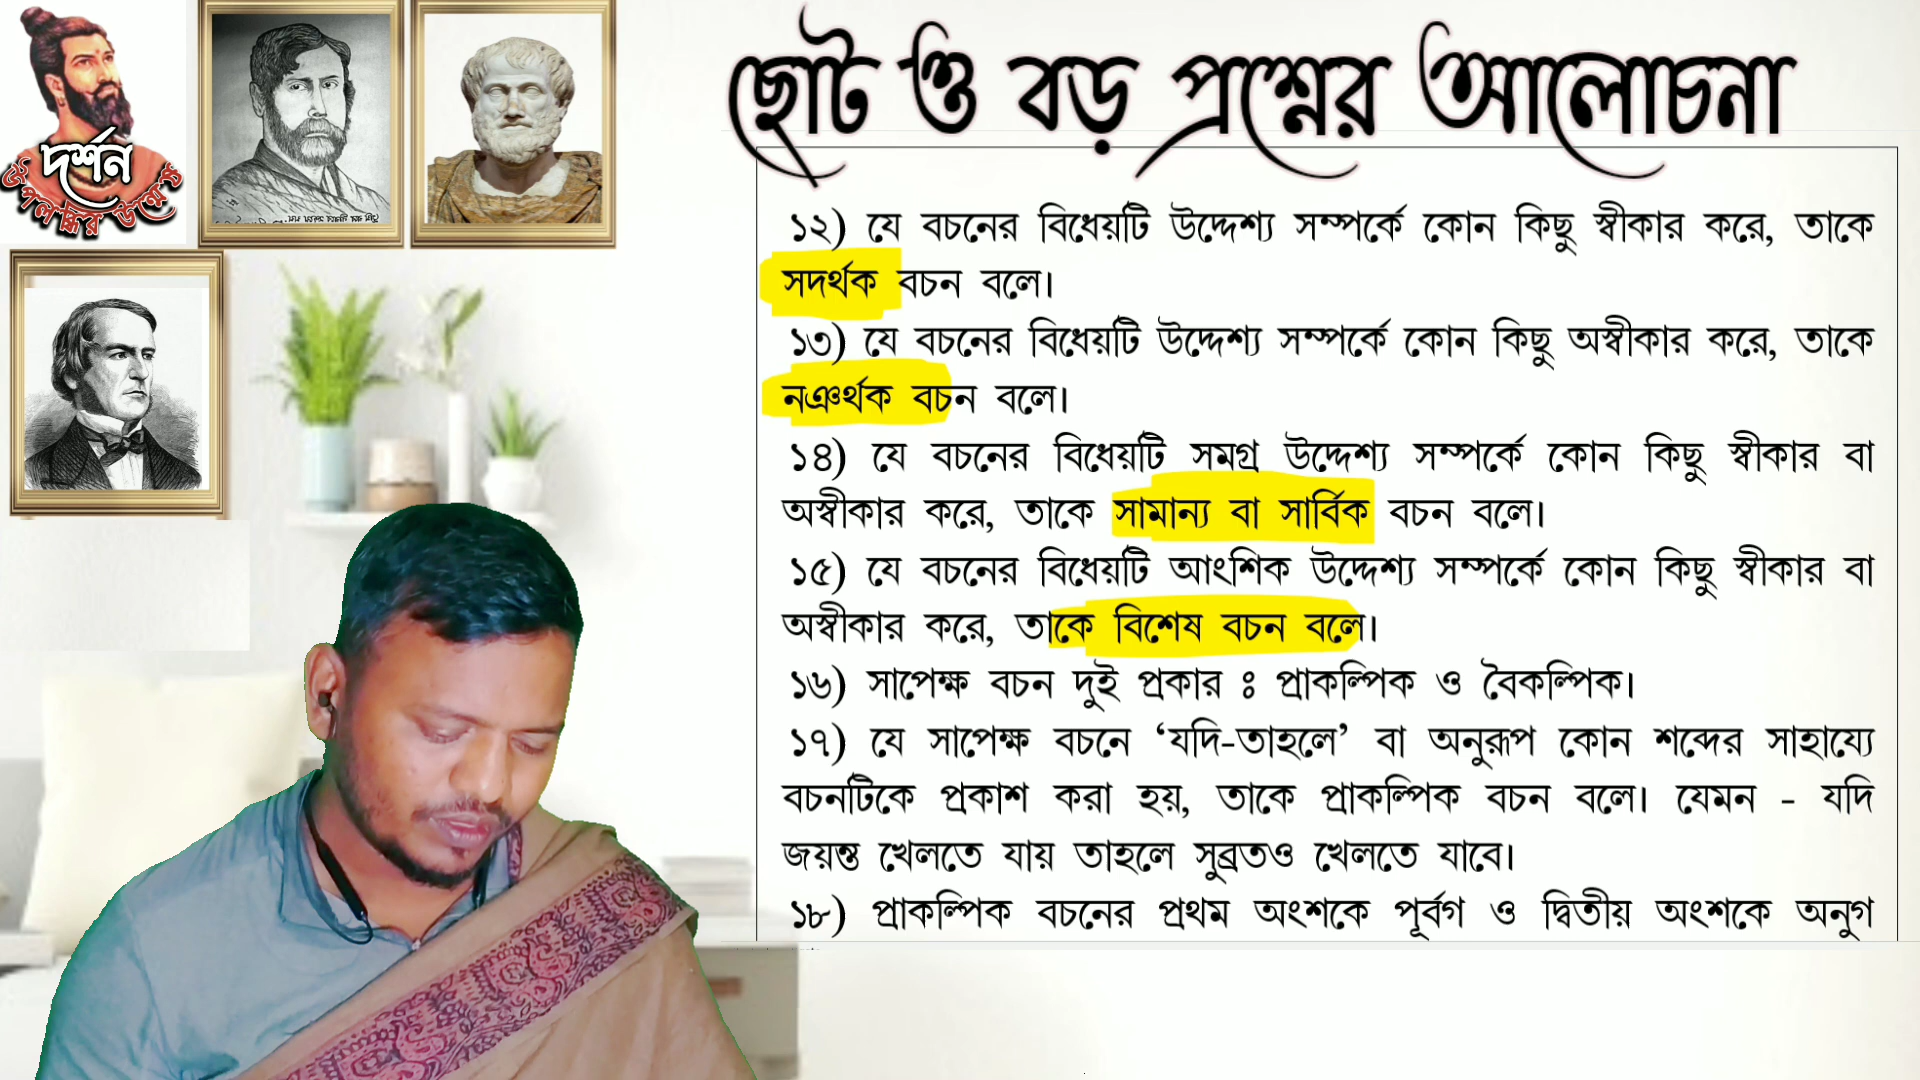 ছোট ও বড় প্রশ্নের আলোচনা
দর্শন
উপলব্ধির উন্মেষ
১২) যে বচনের বিধেয়টি উদ্দেশ্য সম্পর্কে কোন কিছু স্বীকার করে, তাকে
সদর্থক বচন বলে।
১৩) যে বচনের বিধেয়টি উদ্দেশ্য সম্পর্কে কোন কিছু অস্বীকার করে, তাকে
নঞর্থক বচন বলে।
১৪) যে বচনের বিধেয়টি সমগ্র উদ্দেশ্য সম্পর্কে কোন কিছু স্বীকার বা
অস্বীকার করে, তাকে সামান্য বা সার্বিক বচন বলে।
১৫) যে বচনের বিধেয়টি আংশিক উদ্দেশ্য সম্পর্কে কোন কিছু স্বীকার বা
অস্বীকার করে, তাকে বিশেষ বচন বলে।
১৬) সাপেক্ষ বচন দুই প্রকার ঃ প্রাকল্পিক ও বৈকল্পিক।
১৭) যে সাপেক্ষ বচনে ‘যদি-তাহলে’ বা অনুরূপ কোন শব্দের সাহায্যে
বচনটিকে প্রকাশ করা হয়, তাকে প্রাকল্পিক বচন বলে। যেমন - যদি
জয়ন্ত খেলতে যায় তাহলে সুব্রতও খেলতে যাবে।
১৮) প্রাকল্পিক বচনের প্রথম অংশকে পূর্বগ ও দ্বিতীয় অংশকে অনুগ